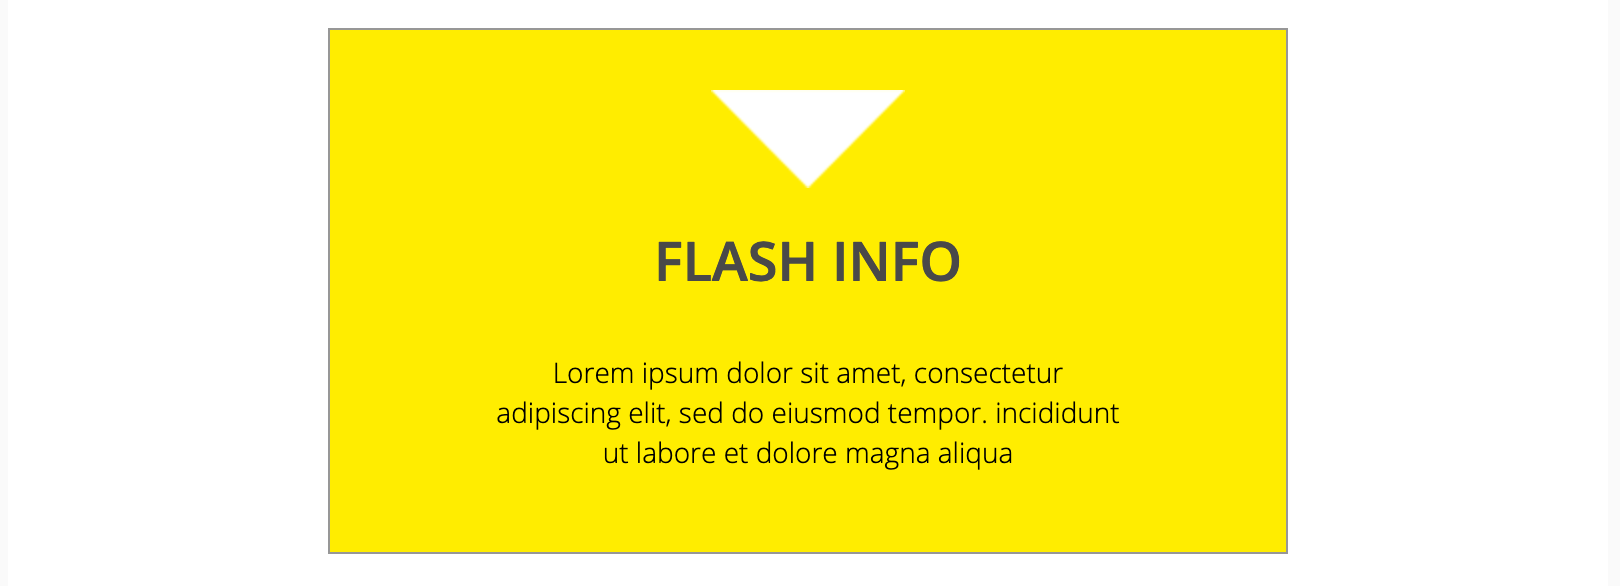 FLASH INFO
Lorem ipsum dolor sit amet, consectetur
adipiscing elit, sed do eiusmod tempor. incididunt
ut labore et dolore magna aliqua